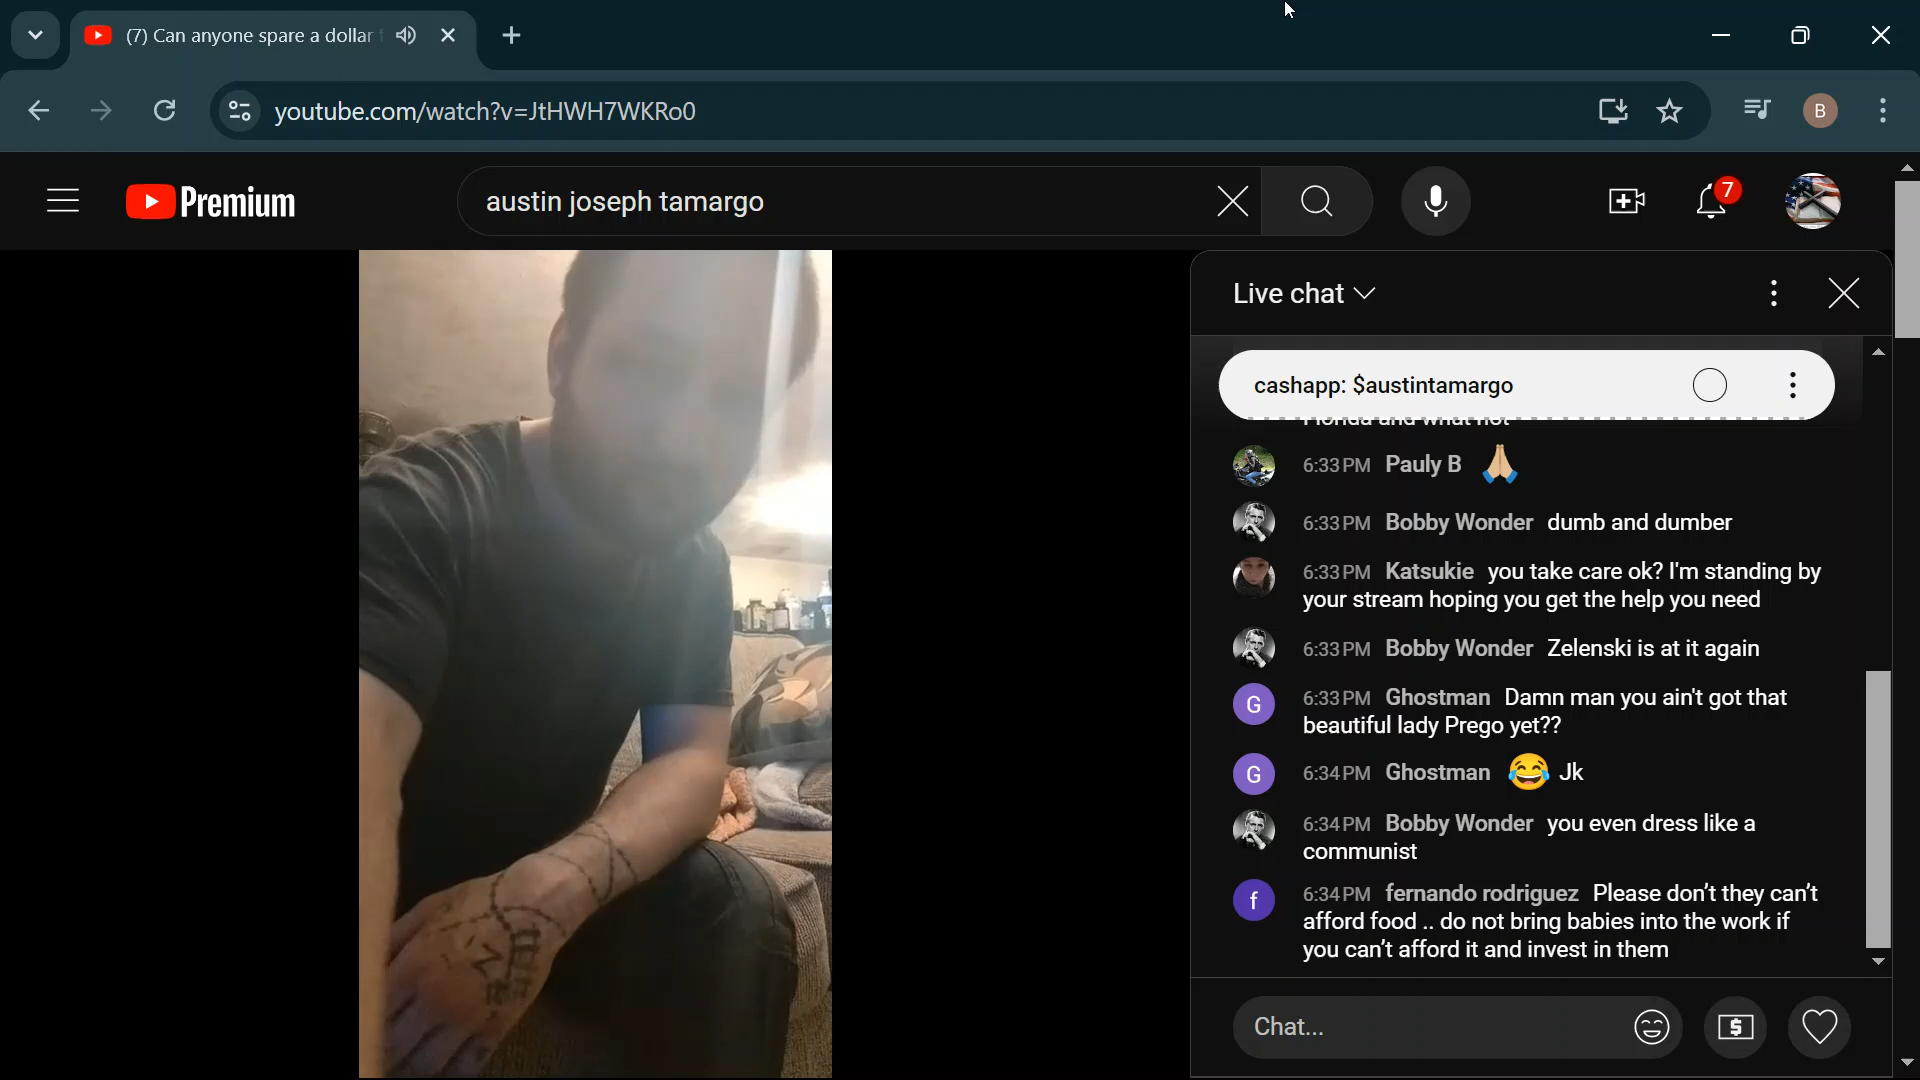 (7) Can anyone spare a dollar
youtube.com/watch?v=JtHWH7WKRo0
B
Premium
austin joseph tamargo
7
Live chat
cashapp: $austintamargo
Florida and what not
6:33 PM Pauly B 🙏🏼
6:33 PM Bobby Wonder dumb and dumber
6:33 PM Katsukie you take care ok? I'm standing by
your stream hoping you get the help you need
6:33 PM Bobby Wonder Zelenski is at it again
G
6:33 PM Ghostman Damn man you ain't got that
beautiful lady Prego yet??
G
6:34 PM Ghostman 😂 Jk
6:34 PM Bobby Wonder you even dress like a
communist
f
6:34 PM fernando rodriguez Please don't they can't
afford food .. do not bring babies into the work if
you can't afford it and invest in them
Chat...